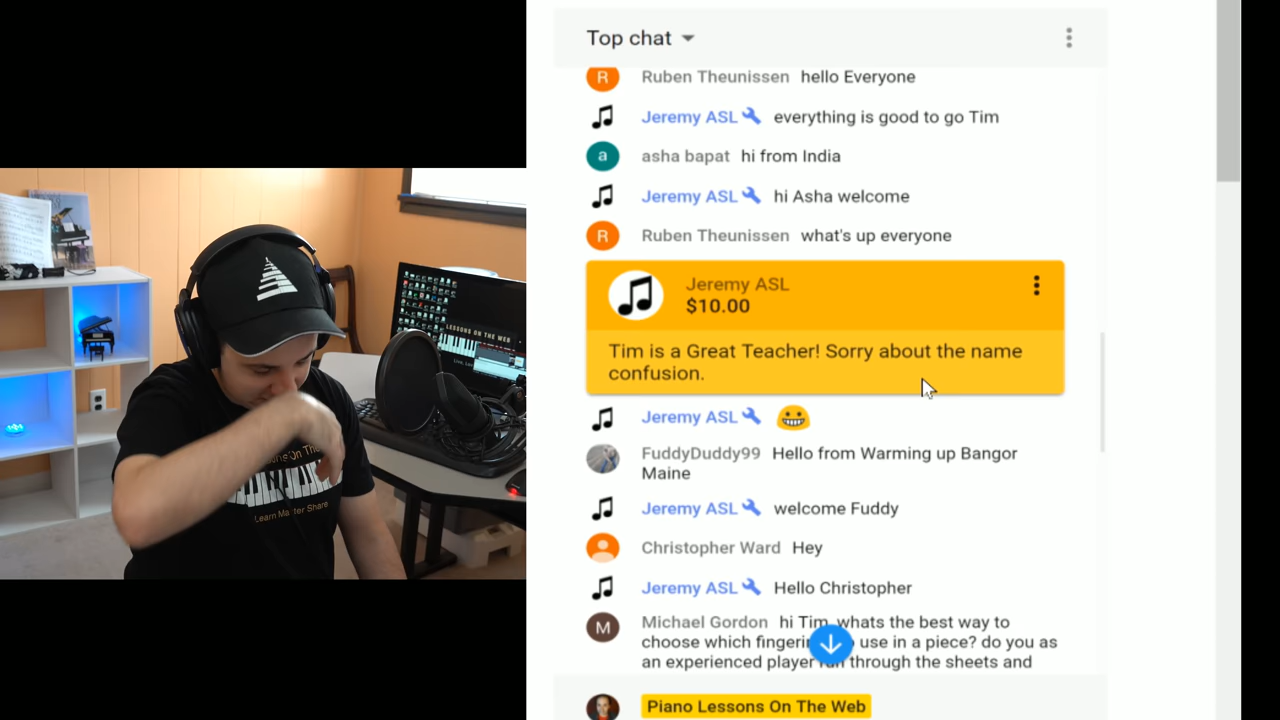 Top chat
R Ruben Theunissen hello Everyone
Jeremy ASL everything is good to go Tim
a asha bapat hi from India
Jeremy ASL hi Asha welcome
R Ruben Theunissen what's up everyone
Jeremy ASL
$10.00
Tim is a Great Teacher! Sorry about the name
confusion.
Jeremy ASL 😀
FuddyDuddy99 Hello from Warming up Bangor
Maine
Jeremy ASL welcome Fuddy
Christopher Ward Hey
Jeremy ASL Hello Christopher
M Michael Gordon hi Tim, whats the best way to
choose which use in a piece? do you as
an experienced player through the sheets and
Piano Lessons On The Web
LESSONS ON THE WEB
On The
Learn Master Share